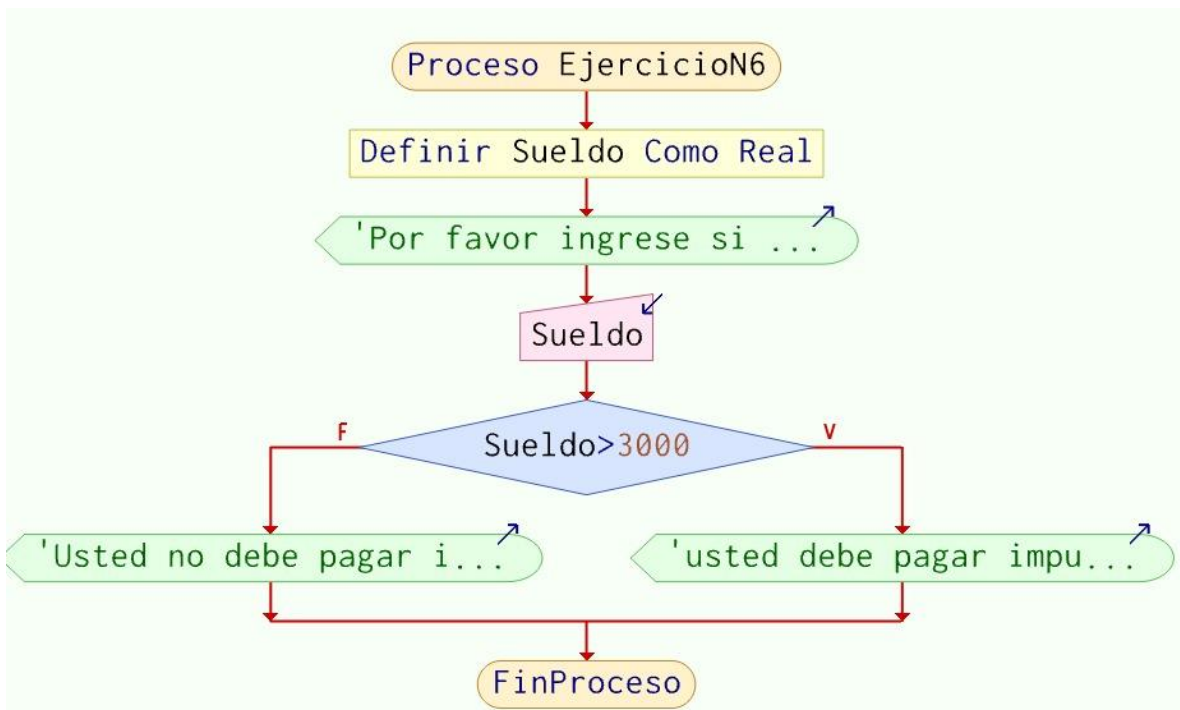 Proceso EjercicioN6
Definir Sueldo Como Real
'Por favor ingrese si ...
Sueldo
F
Sueldo>3000
V
'Usted no debe pagar i...
'usted debe pagar impu...
FinProceso